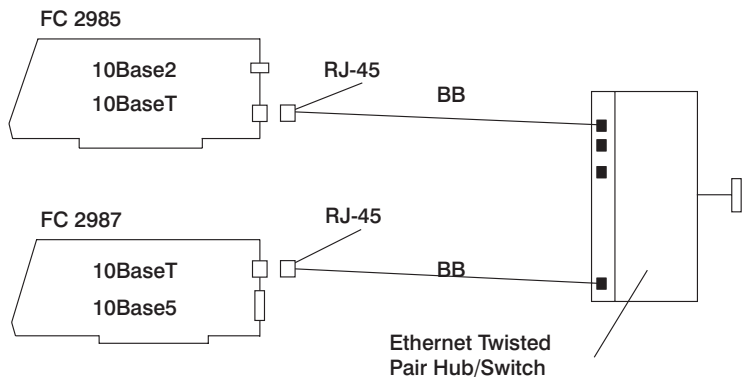 FC 2985
10Base2
10BaseT
RJ-45
BB
FC 2987
10BaseT
10Base5
RJ-45
BB
Ethernet Twisted
Pair Hub/Switch